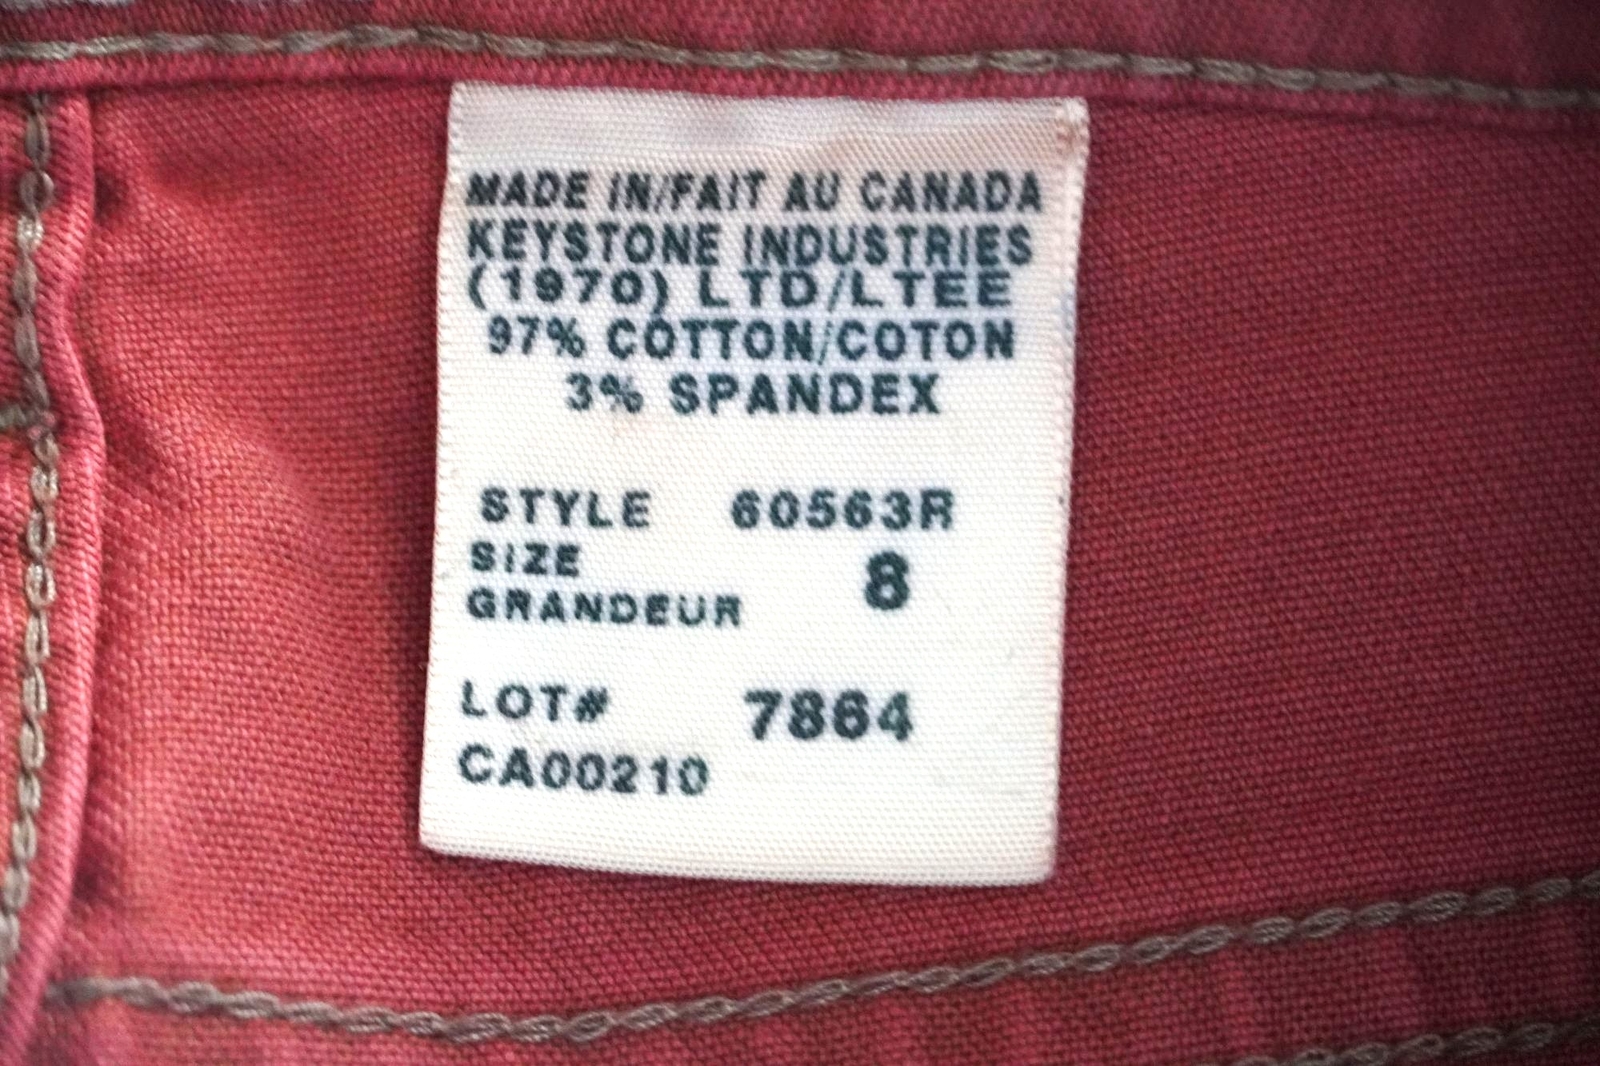 MADE IN/FAIT AU CANADA
KEYSTONE INDUSTRIES
(1970) LTD/LTEE
97% COTTON/COTON
3% SPANDEX
STYLE 60563R
SIZE 8
GRANDEUR
LOT# 7864
CA00210